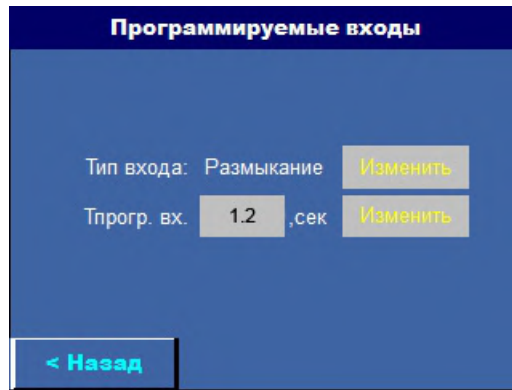 Программируемые входы
Тип входа: Размыкание Изменить
Тпрогр. вх. 1.2 ,сек Изменить
< Назад